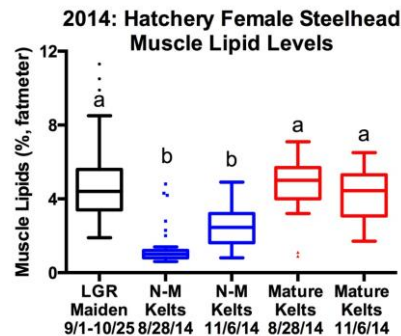 2014: Hatchery Female Steelhead
Muscle Lipid Levels
Muscle Lipids (%, fatmeter)
12
8
4
0
a
b
b
a
a
LGR Maiden 9/1-10/25
N-M Kelts 8/28/14
N-M Kelts 11/6/14
Mature Kelts 8/28/14
Mature Kelts 11/6/14